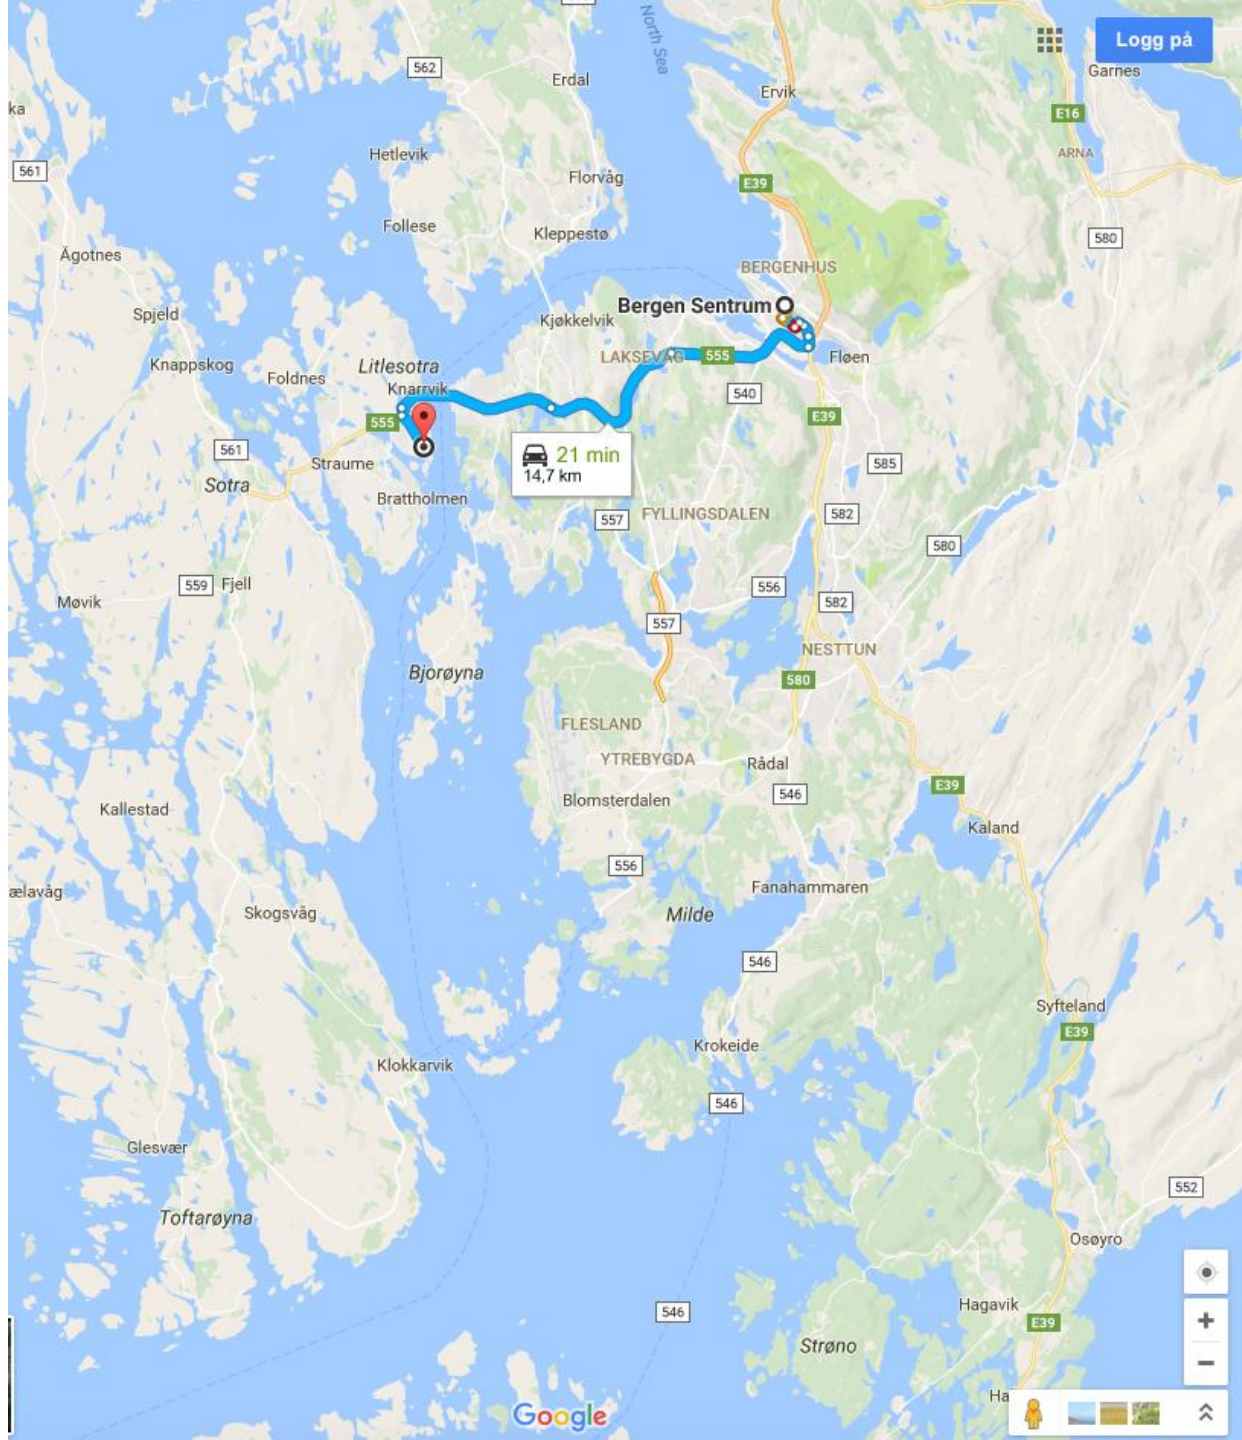 North Sea
562
Logg på
Erdal
Garnes
Ervik
ka
E16
561
Hetlevik
ARNA
Florvåg
E39
Follese
Kleppestø
580
Ågotnes
BERGENHUS
Bergen Sentrum
Spjeld
Kjøkkelvik
LAKSEVÅG
555
Fløen
Knappskog
Litlesotra
Foldnes
Knarrvik
540
555
E39
561
21 min
14,7 km
Straume
585
Sotra
Brattholmen
557
FYLLINGSDALEN
582
580
559
Fjell
556
Møvik
582
557
NESTTUN
Bjorøyna
580
FLESLAND
YTREBYGDA
Rådal
E39
546
Blomsterdalen
Kallestad
Kaland
556
ælavåg
Fanahammaren
Skogsvåg
Milde
546
Syfteland
E39
Krokeide
Klokkarvik
546
Glesvær
552
Toftarøyna
Osøyro
546
Hagavik
E39
Strøno
Ha
Google